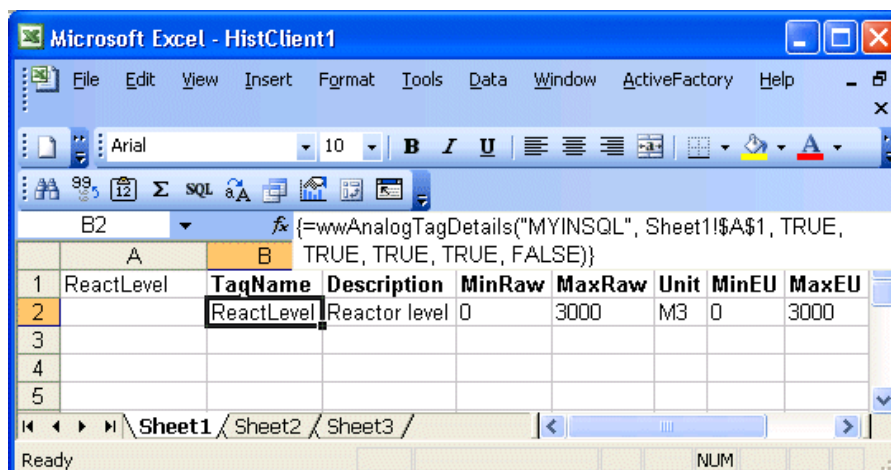 Microsoft Excel - HistClient1
File Edit View Insert Format Tools Data Window ActiveFactory Help
Arial 10 B I U A
99 12 Σ SQL
B2 fx {=wwAnalogTagDetails("MYINSQL", Sheet1!$A$1, TRUE,
TRUE, TRUE, TRUE, FALSE)}
A B
1 ReactLevel TagName Description MinRaw MaxRaw Unit MinEU MaxEU
2 ReactLevel Reactor level 0 3000 M3 0 3000
3
4
5
Sheet1 Sheet2 Sheet3
Ready NUM